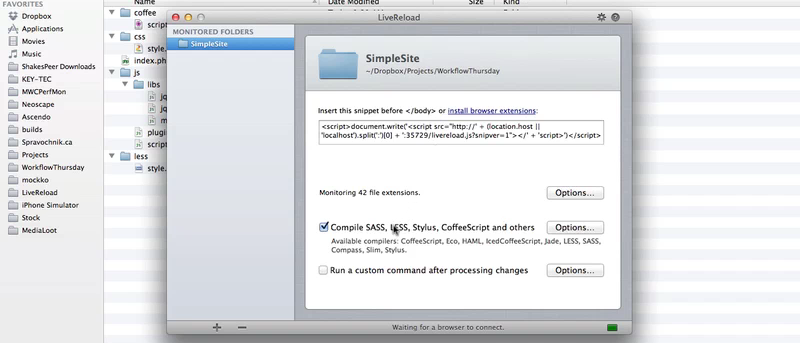 FAVORITES
Dropbox
Applications
Movies
Music
ShakesPeer Downloads
KEY-TEC
MWCPerfMon
Neoscape
Ascendo
builds
Spravochnik.ca
Projects
WorkflowThursday
mockko
LiveReload
iPhone Simulator
Stock
MediaLoot
Name
Date Modified
Size
Kind
coffee
script
css
style.
index.ph
js
libs
jq
jq
m
plugin
script
less
style.
LiveReload
MONITORED FOLDERS
SimpleSite
SimpleSite
~/Dropbox/Projects/WorkflowThursday
Insert this snippet before </body> or install browser extensions:
<script>document.write('<script src="http://' + (location.host ||
'localhost').split(':')[0] + ':35729/livereload.js?snipver=1"></' + 'script>')</script>
Monitoring 42 file extensions.
Options...
Compile SASS, LESS, Stylus, CoffeeScript and others
Options...
Available compilers: CoffeeScript, Eco, HAML, IcedCoffeeScript, Jade, LESS, SASS,
Compass, Slim, Stylus.
Run a custom command after processing changes
Options...
Waiting for a browser to connect.